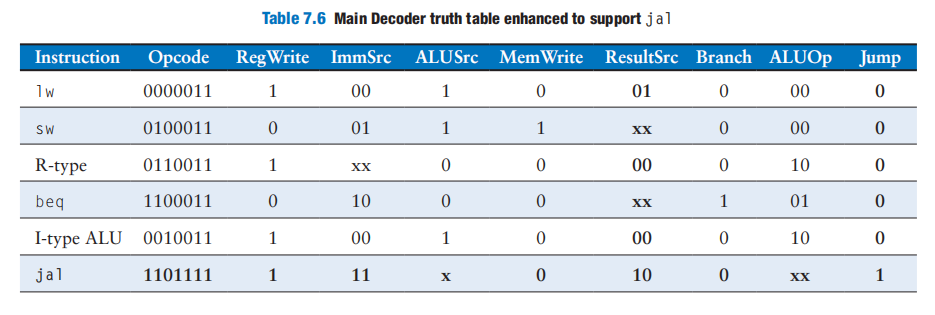 Table 7.6 Main Decoder truth table enhanced to support jal
Instruction Opcode RegWrite ImmSrc ALUSrc MemWrite ResultSrc Branch ALUOp Jump
lw 0000011 1 00 1 0 01 0 00 0
sw 0100011 0 01 1 1 xx 0 00 0
R-type 0110011 1 xx 0 0 00 0 10 0
beq 1100011 0 10 0 0 xx 1 01 0
I-type ALU 0010011 1 00 1 0 00 0 10 0
jal 1101111 1 11 x 0 10 0 xx 1